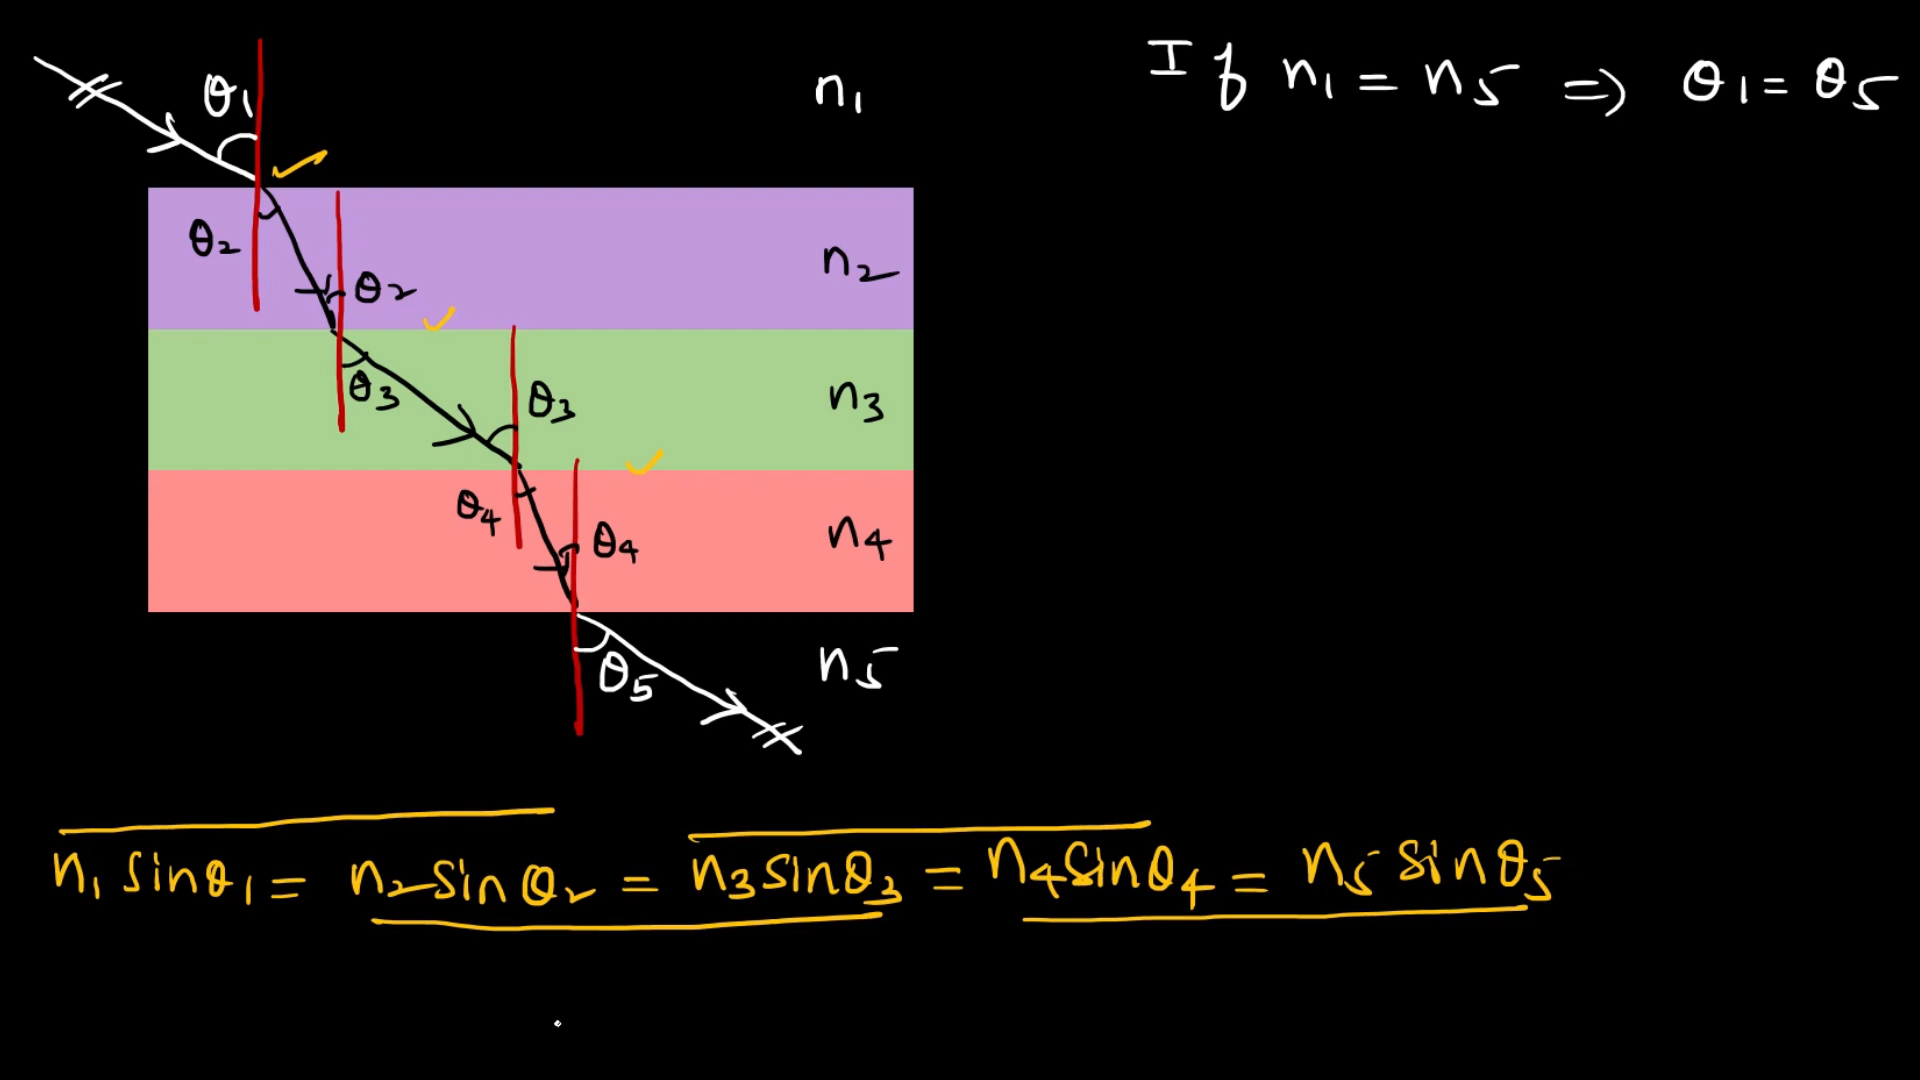 θ1
n1
If n1 = n5 ⇒ θ1 = θ5
θ2
n2
θ2
θ3
θ3
n3
θ4
θ4
n4
θ5
n5
n1 sinθ1 = n2 sinθ2 = n3 sinθ3 = n4 sinθ4 = n5 sinθ5